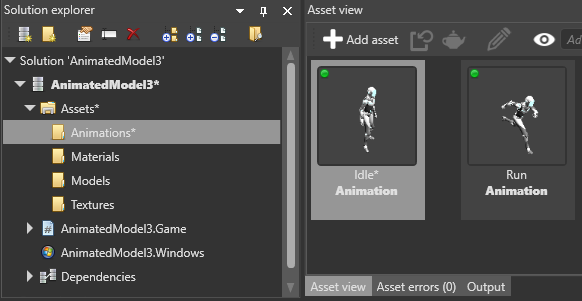 Solution explorer
Solution 'AnimatedModel3'
AnimatedModel3*
Assets*
Animations*
Materials
Models
Textures
AnimatedModel3.Game
AnimatedModel3.Windows
Dependencies
Asset view
Add asset
Ad
Idle*
Animation
Run
Animation
Asset view
Asset errors (0)
Output